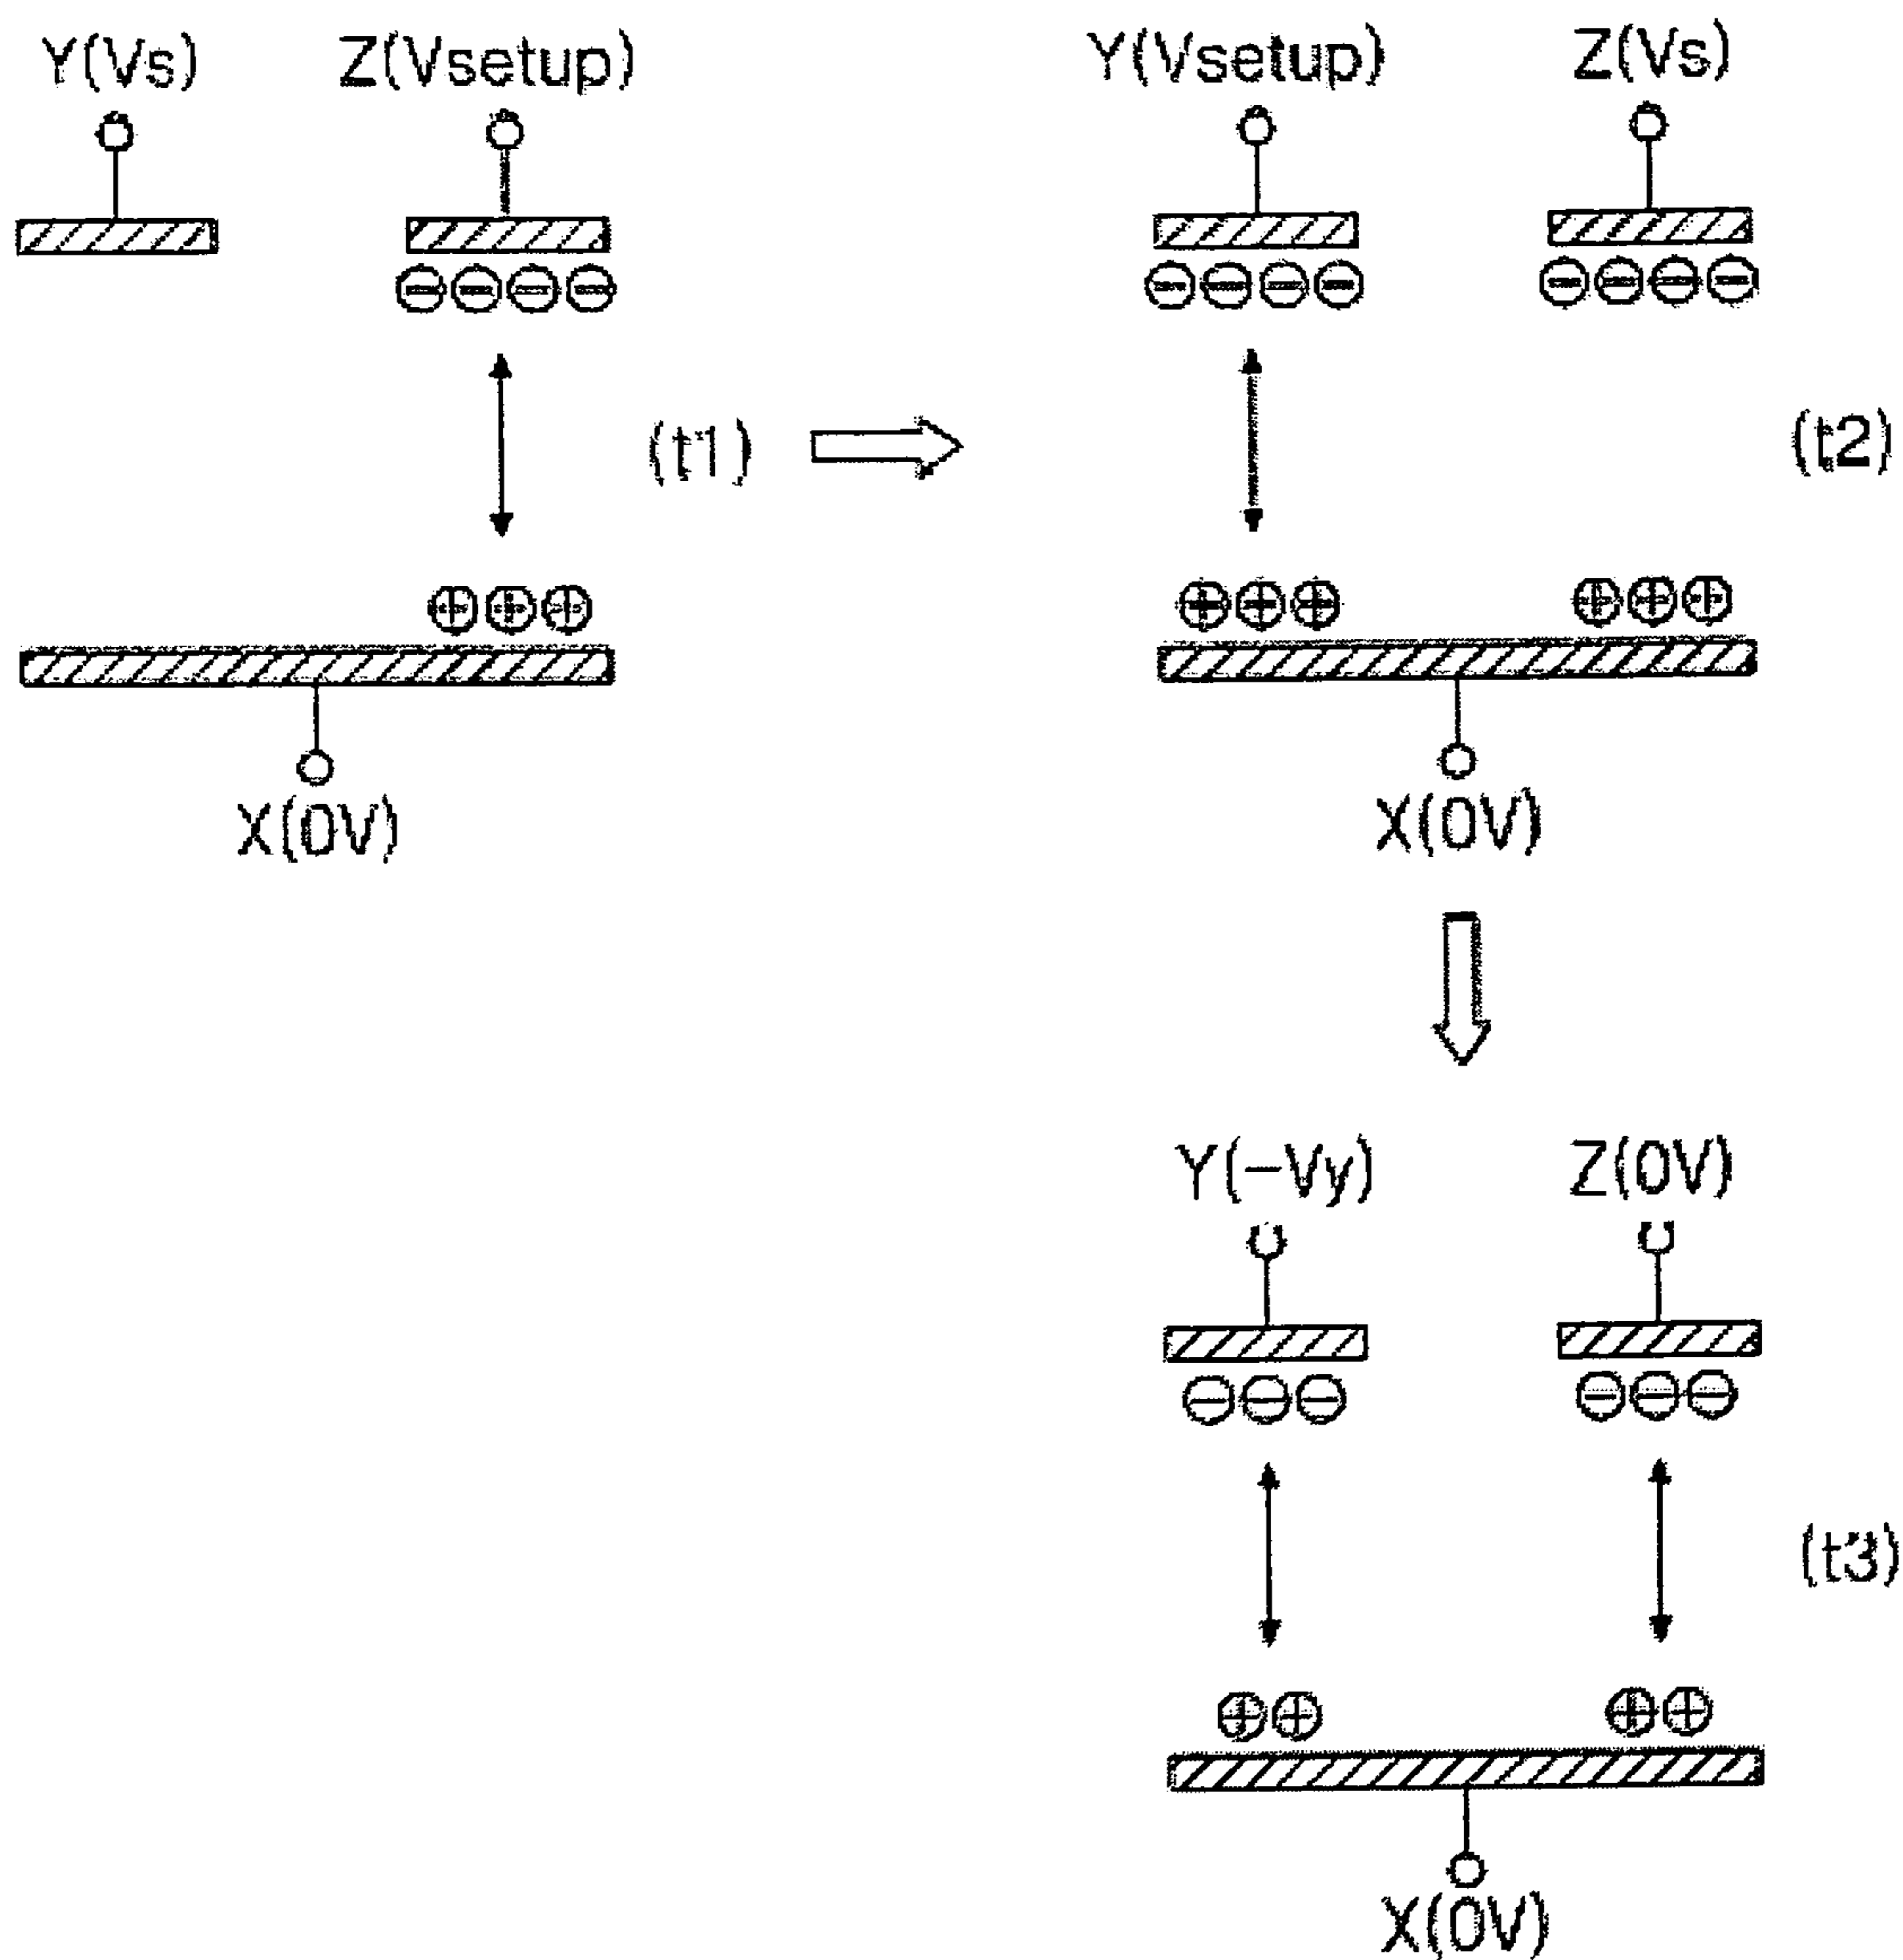 Y(Vs) Z(Vsetup)
Y(Vsetup) Z(Vs)
(t1)
(t2)
X(0V)
X(0V)
Y(-Vy) Z(0V)
(t3)
X(0V)